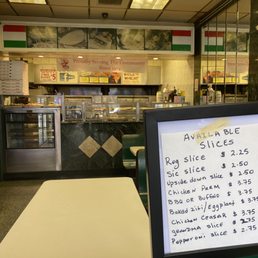 AVAILABLE
Slices
Reg slice $2.25
Sic slice $2.50
Upside down slice $2.50
Chicken Parm $3.75
BBQ or Buffalo $3.75
Baked Ziti/Eggplant $3.75
Chicken Ceasar $3.75
grandma slice $2.75
Pepperoni slice $2.75